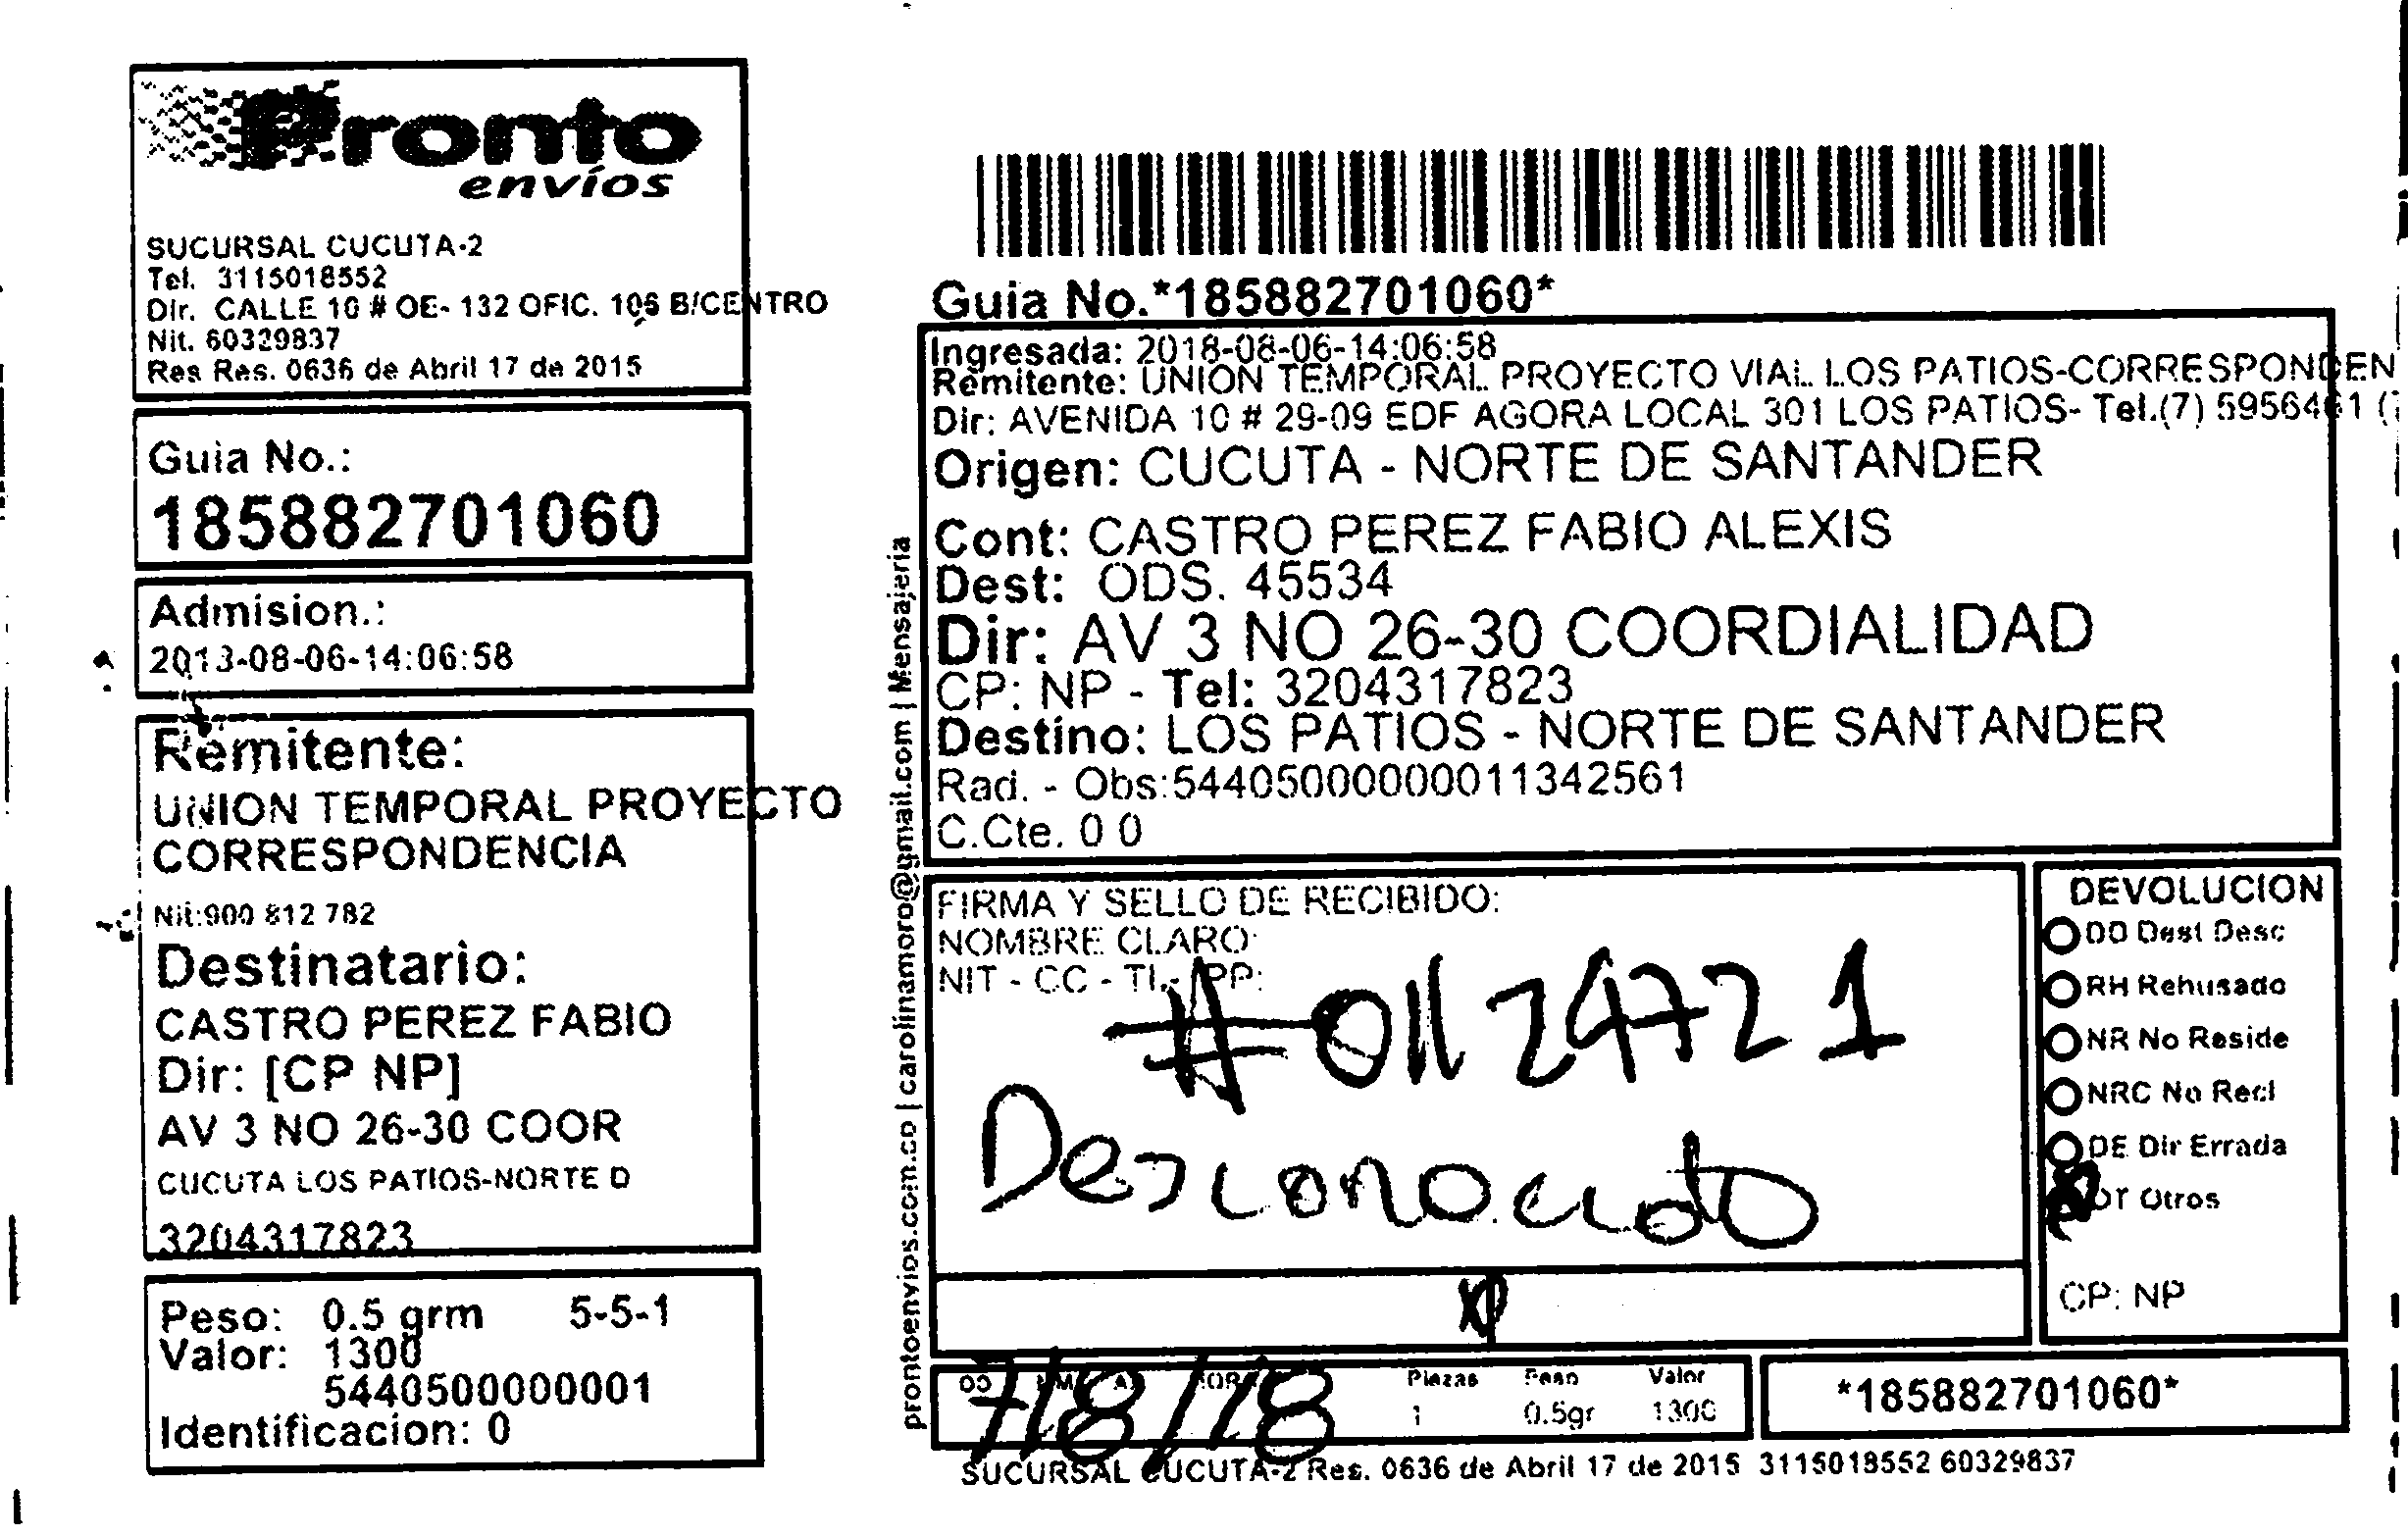 Pronto
envíos
SUCURSAL CUCUTA-2
Tel. 3115018552
Dir. CALLE 10 # OE- 132 OFIC. 106 B/CENTRO
Nit. 60329837
Res Res. 0636 de Abril 17 de 2015
Guia No.:
185882701060
Admision.:
2018-08-06-14:06:58
Remitente:
UNION TEMPORAL PROYECTO
CORRESPONDENCIA
Nit:900 812 782
Destinatario:
CASTRO PEREZ FABIO
Dir: [CP NP]
AV 3 NO 26-30 COOR
CUCUTA LOS PATIOS-NORTE D
3204317823
Peso: 0.5 grm 5-5-1
Valor: 1300
5440500000001
Identificacion: 0
prontoenvios.com.co | carolinamoro@gmail.com | Mensajeria
Guia No.*185882701060*
Ingresada: 2018-08-06-14:06:58
Remitente: UNION TEMPORAL PROYECTO VIAL LOS PATIOS-CORRESPONDEN
Dir: AVENIDA 10 # 29-09 EDF AGORA LOCAL 301 LOS PATIOS- Tel.(7) 5956461 (
Origen: CUCUTA - NORTE DE SANTANDER
Cont: CASTRO PEREZ FABIO ALEXIS
Dest: ODS. 45534
Dir: AV 3 NO 26-30 COORDIALIDAD
CP: NP - Tel: 3204317823
Destino: LOS PATIOS - NORTE DE SANTANDER
Rad. - Obs:544050000000011342561
C.Cte. 0 0
FIRMA Y SELLO DE RECIBIDO:
NOMBRE CLARO:
NIT - CC - TI.- PP:
# 01124721
Desconocido
DEVOLUCION
DD Dest Desc
RH Rehusado
NR No Reside
NRC No Recl
DE Dir Errada
OT Otros
CP: NP
7/8/18
Piezas Peso Valor
1 0.5gr 1300
*185882701060*
SUCURSAL CUCUTA-2 Res. 0636 de Abril 17 de 2015 3115018552 60329837